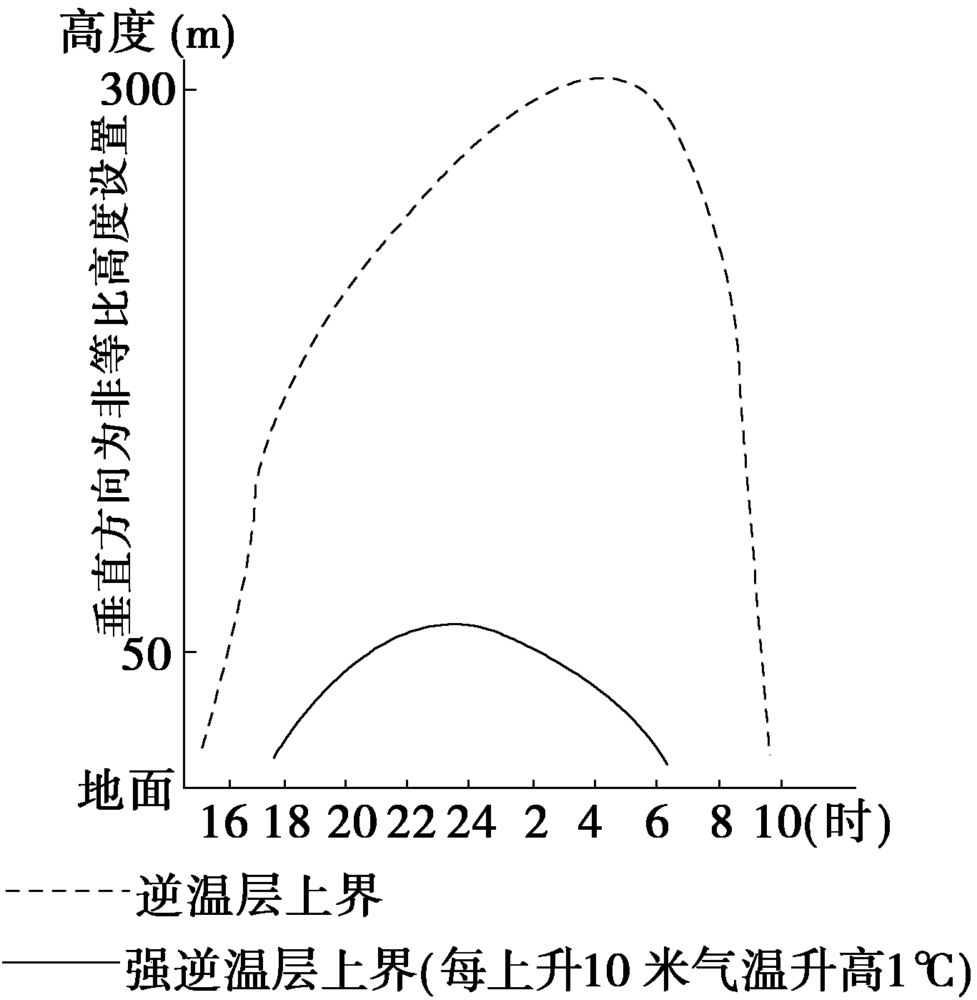 高度 (m)
300
垂直方向为非等比高度设置
50
地面
16 18 20 22 24 2 4 6 8 10(时)
逆温层上界
强逆温层上界(每上升10 米气温升高1℃)